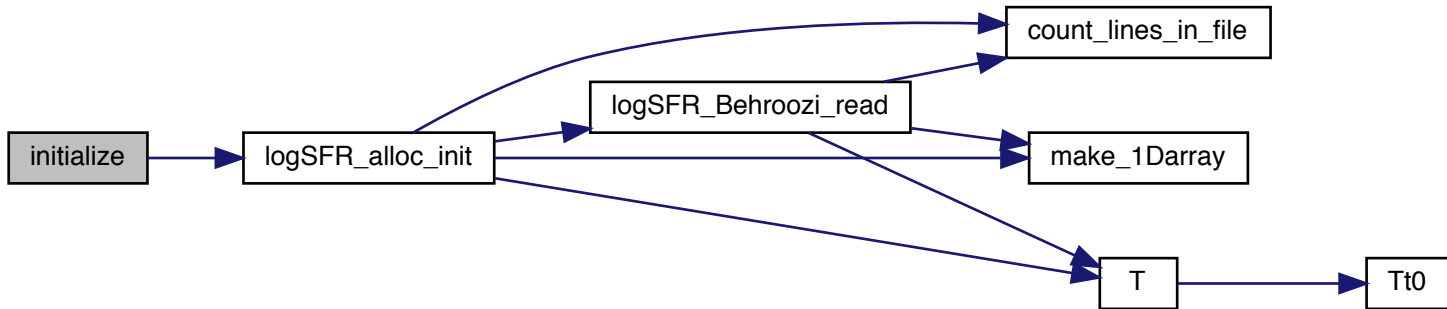 initialize
logSFR_alloc_init
logSFR_Behroozi_read
count_lines_in_file
make_1Darray
T
Tt0